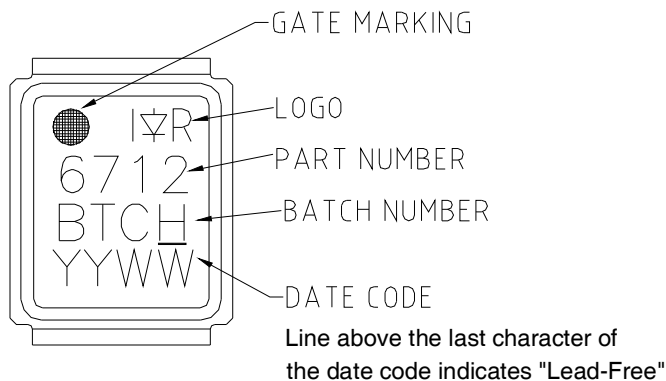 GATE MARKING
I R
LOGO
6712
PART NUMBER
BTCH
BATCH NUMBER
YYWW
DATE CODE
Line above the last character of
the date code indicates "Lead-Free"